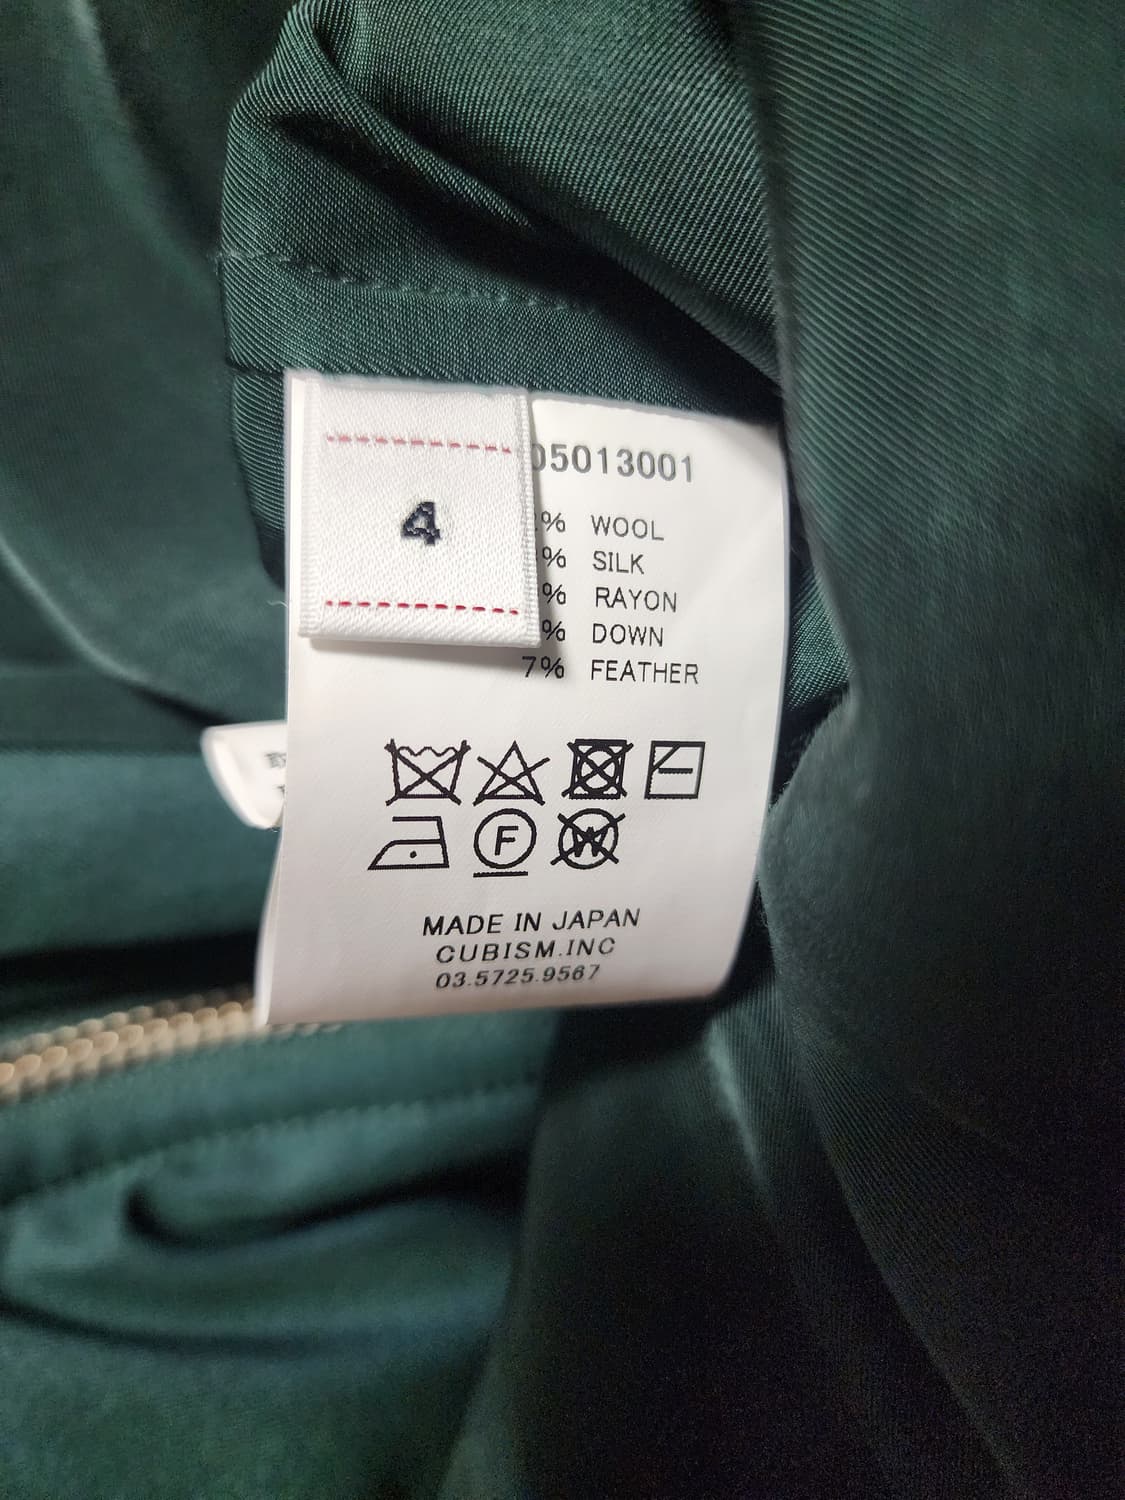 4
05013001
% WOOL
% SILK
% RAYON
% DOWN
7% FEATHER
F
W
MADE IN JAPAN
CUBISM.INC
03.5725.9567